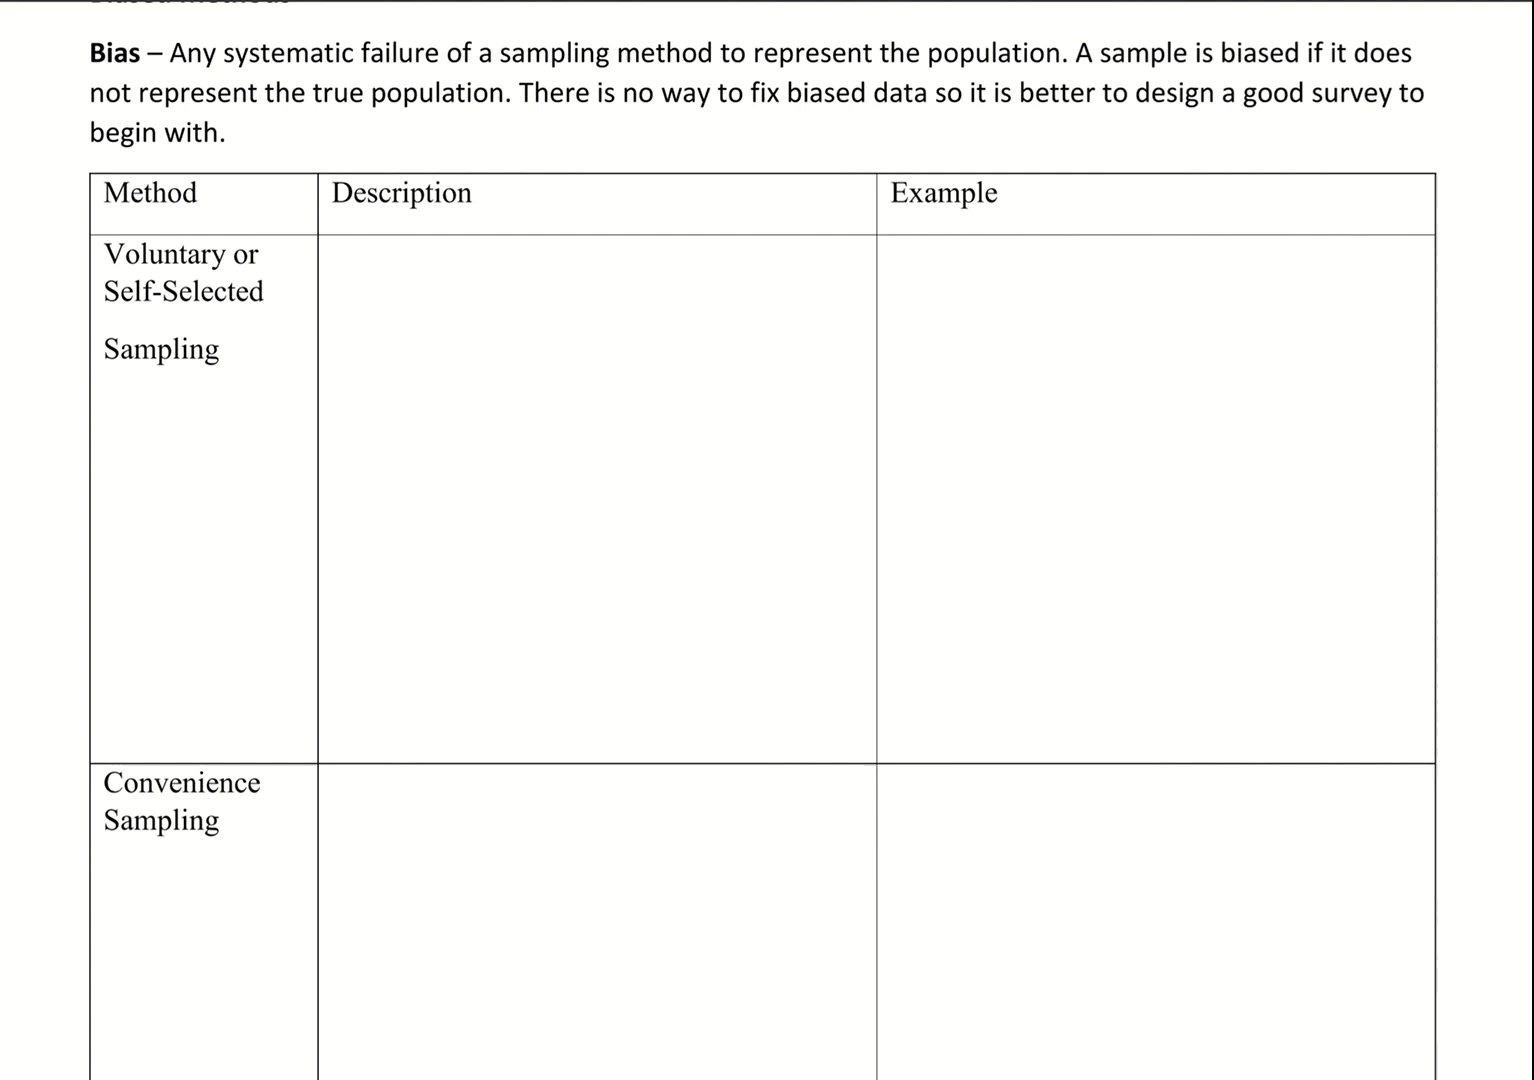 Bias – Any systematic failure of a sampling method to represent the population. A sample is biased if it does
not represent the true population. There is no way to fix biased data so it is better to design a good survey to
begin with.
Method
Description
Example
Voluntary or
Self-Selected
Sampling
Convenience
Sampling